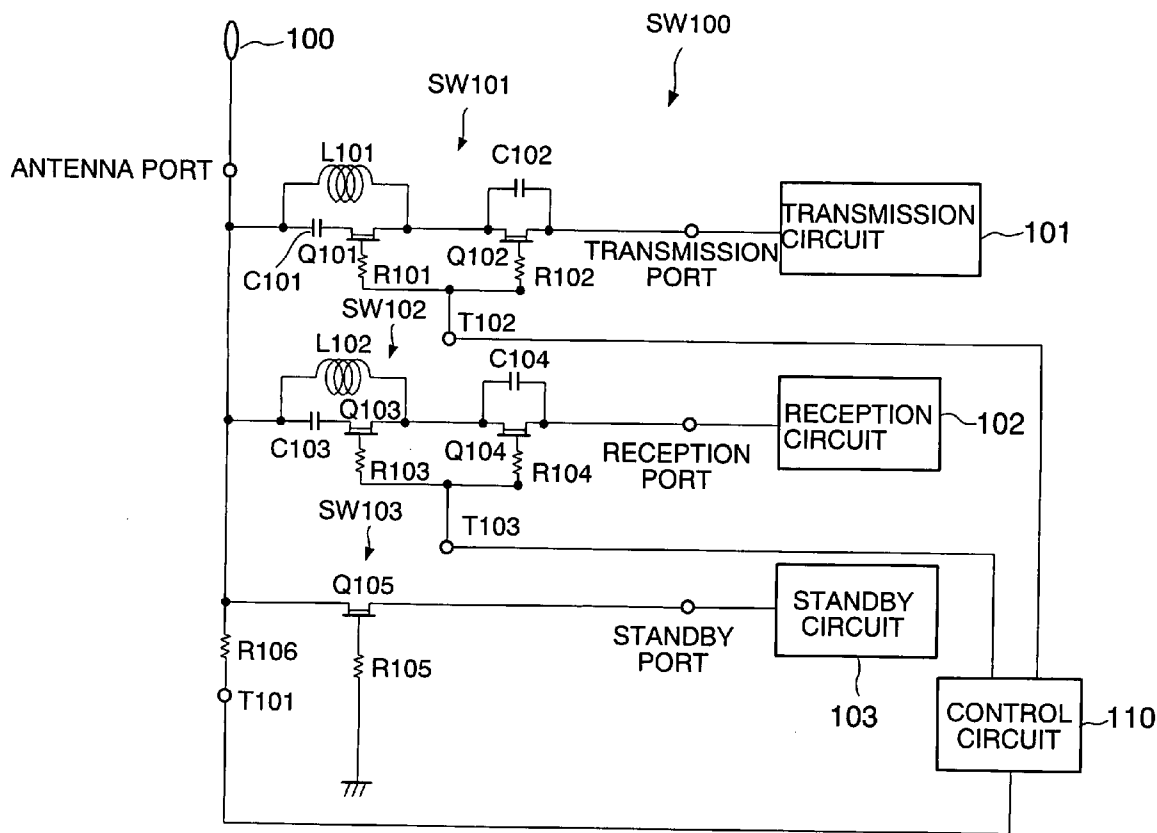 SW100
100
SW101
ANTENNA PORT
L101
C102
TRANSMISSION
CIRCUIT
101
Q101
Q102
TRANSMISSION
PORT
C101
R101
R102
SW102
T102
L102
C104
Q103
RECEPTION
CIRCUIT
102
C103
Q104
RECEPTION
PORT
R103
R104
SW103
T103
Q105
STANDBY
CIRCUIT
STANDBY
PORT
R106
R105
T101
103
CONTROL
CIRCUIT
110